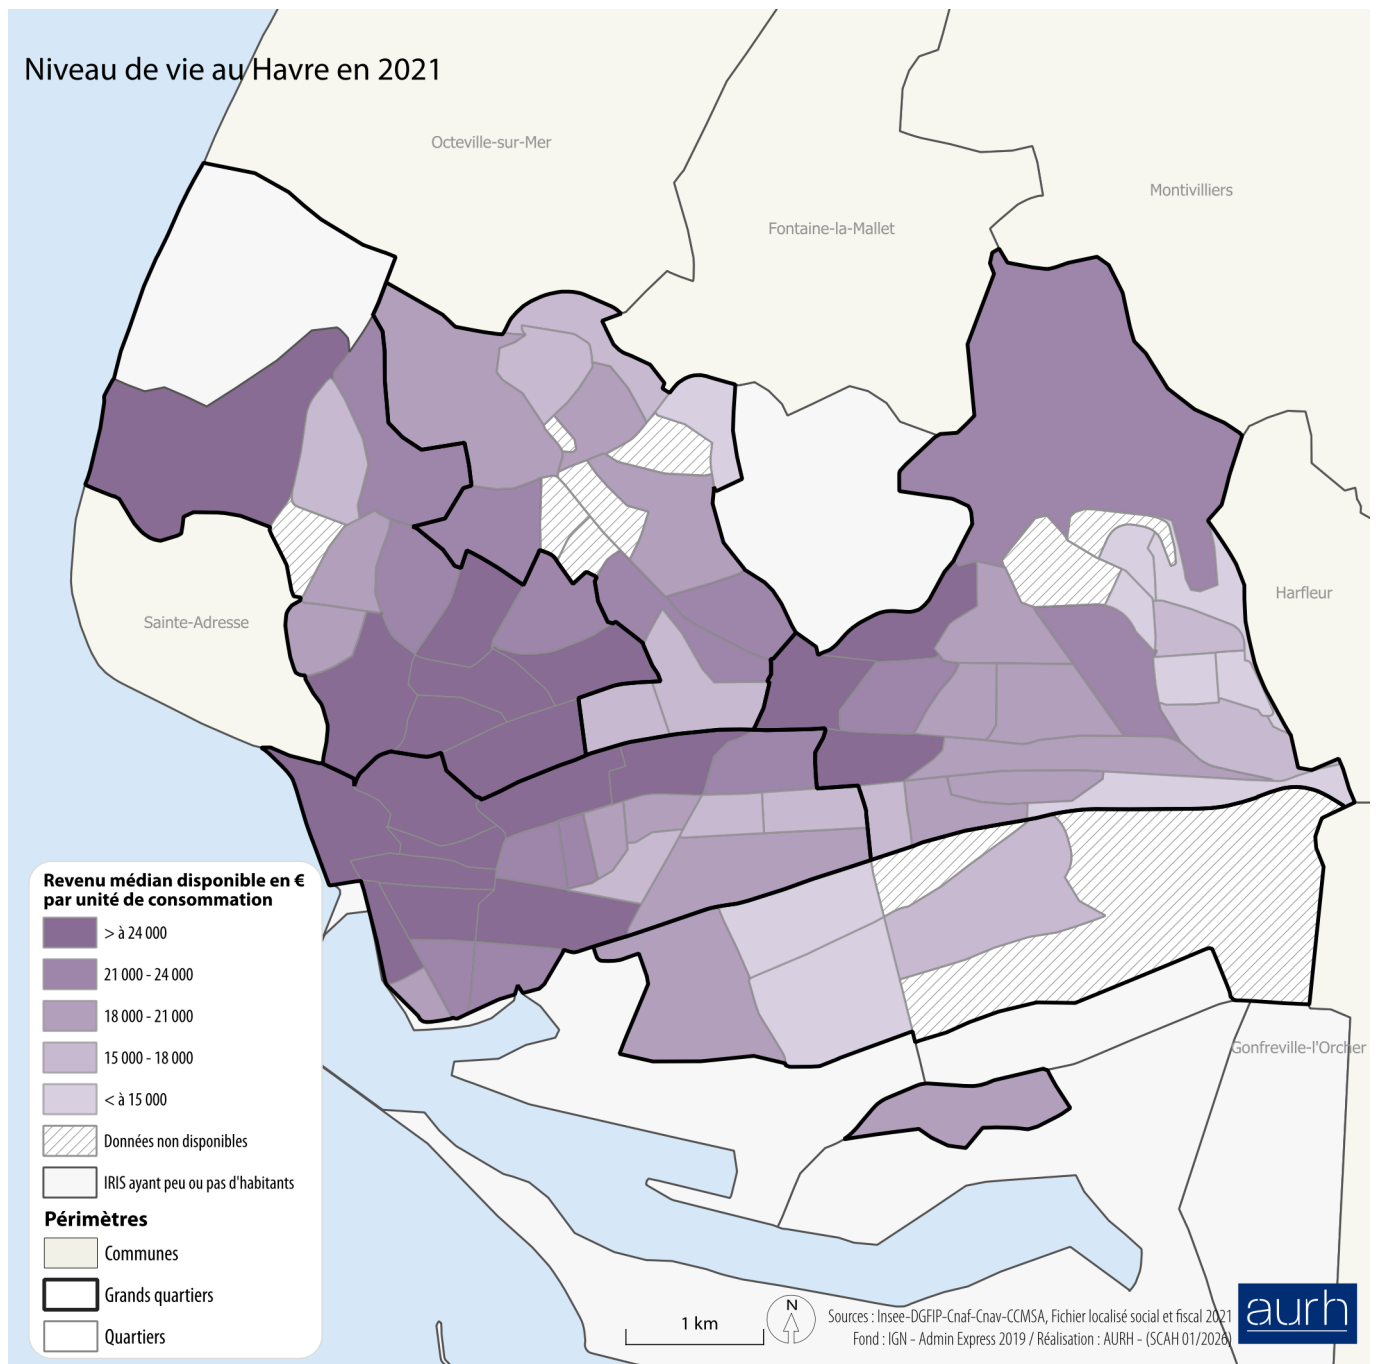 Niveau de vie au Havre en 2021
Octeville-sur-Mer
Montivilliers
Fontaine-la-Mallet
Harfleur
Sainte-Adresse
Gonfreville-l'Orcher
Revenu médian disponible en €
par unité de consommation
> à 24 000
21 000 - 24 000
18 000 - 21 000
15 000 - 18 000
< à 15 000
Données non disponibles
IRIS ayant peu ou pas d'habitants
Périmètres
Communes
Grands quartiers
Quartiers
1 km
N
Sources : Insee-DGFIP-Cnaf-Cnav-CCMSA, Fichier localisé social et fiscal 2021
Fond : IGN - Admin Express 2019 / Réalisation : AURH - (SCAH 01/2026)
aurh